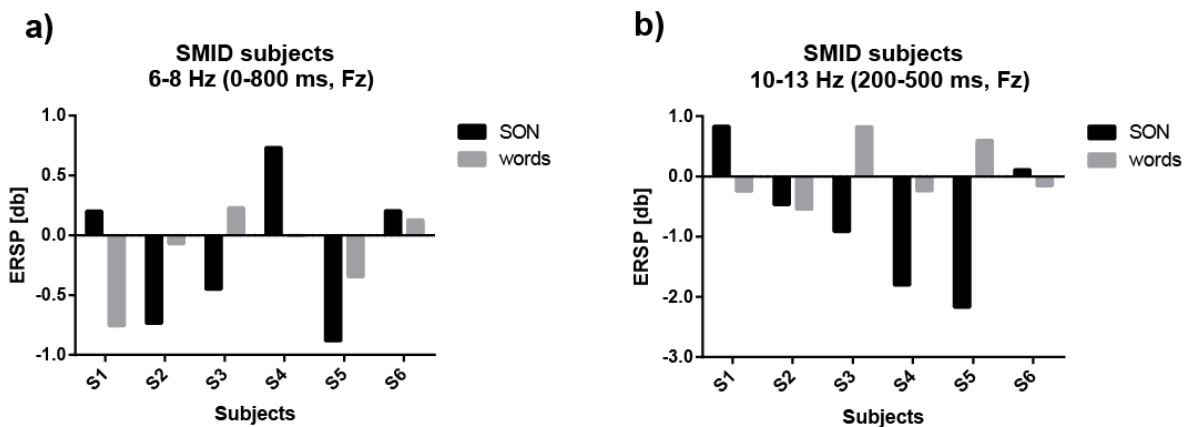 a)
SMID subjects
6-8 Hz (0-800 ms, Fz)
1.0
0.5
0.0
-0.5
-1.0
ERSP [db]
SON
words
S1 S2 S3 S4 S5 S6
Subjects
b)
SMID subjects
10-13 Hz (200-500 ms, Fz)
1.0
0.0
-1.0
-2.0
-3.0
ERSP [db]
SON
words
S1 S2 S3 S4 S5 S6
Subjects